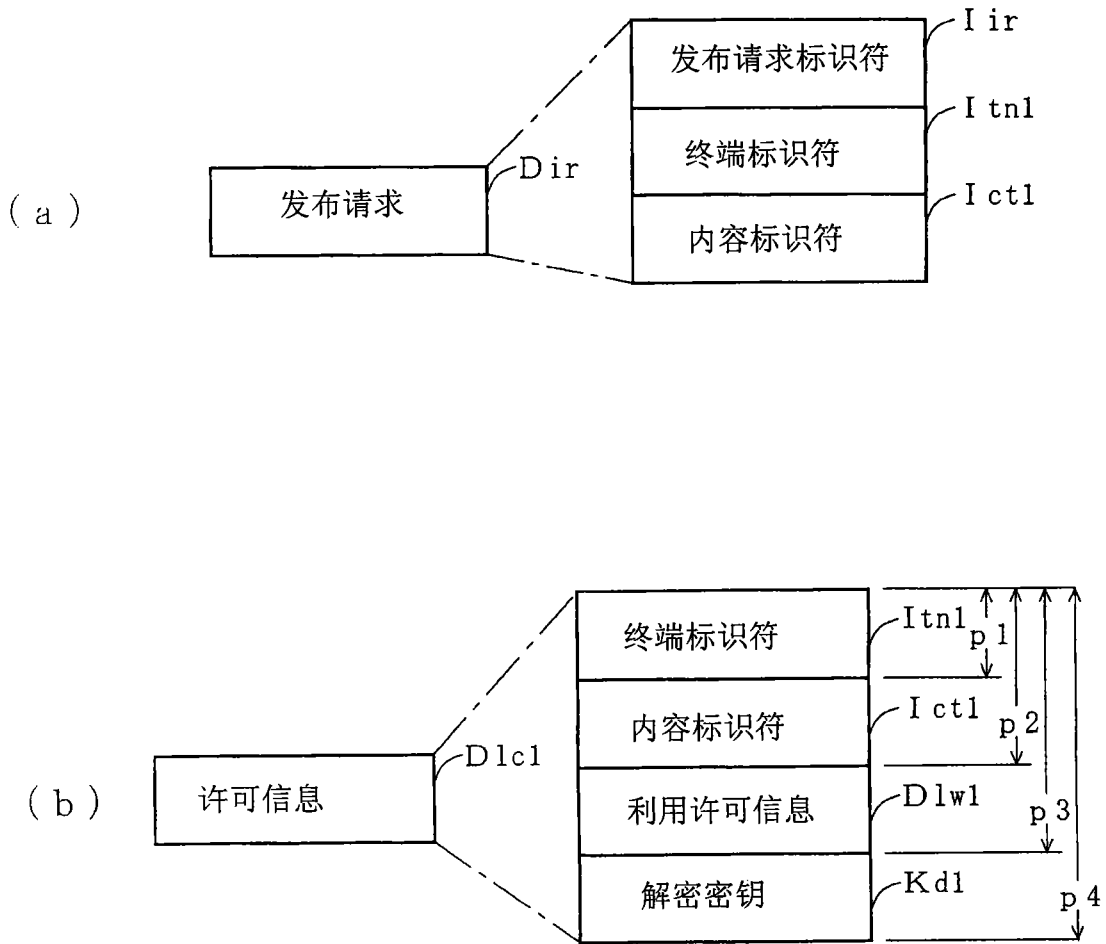 (a)
发布请求
Dir
发布请求标识符
Iir
终端标识符
Itn1
内容标识符
Ict1
(b)
许可信息
Dlc1
终端标识符
Itn1
内容标识符
Ict1
利用许可信息
Dlw1
解密密钥
Kd1
p1
p2
p3
p4